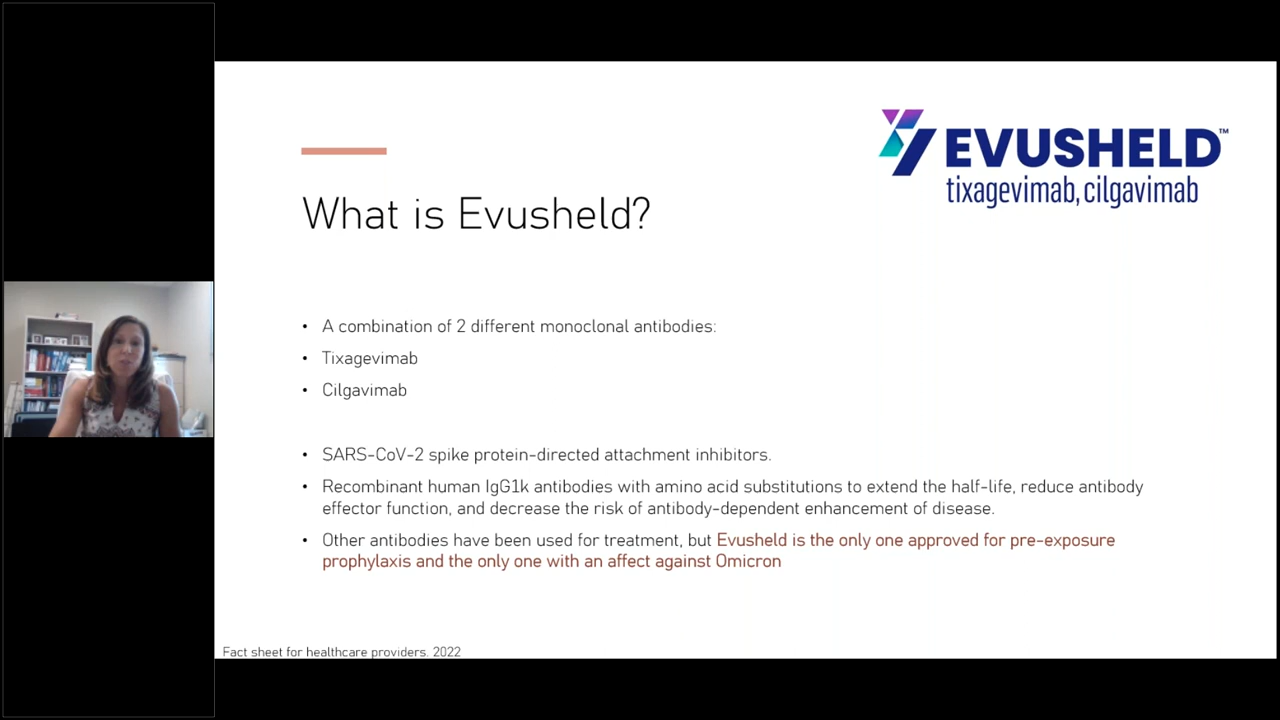 EVUSHELD™
tixagevimab, cilgavimab
What is Evusheld?
• A combination of 2 different monoclonal antibodies:
• Tixagevimab
• Cilgavimab
• SARS-CoV-2 spike protein-directed attachment inhibitors.
• Recombinant human IgG1k antibodies with amino acid substitutions to extend the half-life, reduce antibody
effector function, and decrease the risk of antibody-dependent enhancement of disease.
• Other antibodies have been used for treatment, but Evusheld is the only one approved for pre-exposure
prophylaxis and the only one with an affect against Omicron
Fact sheet for healthcare providers. 2022